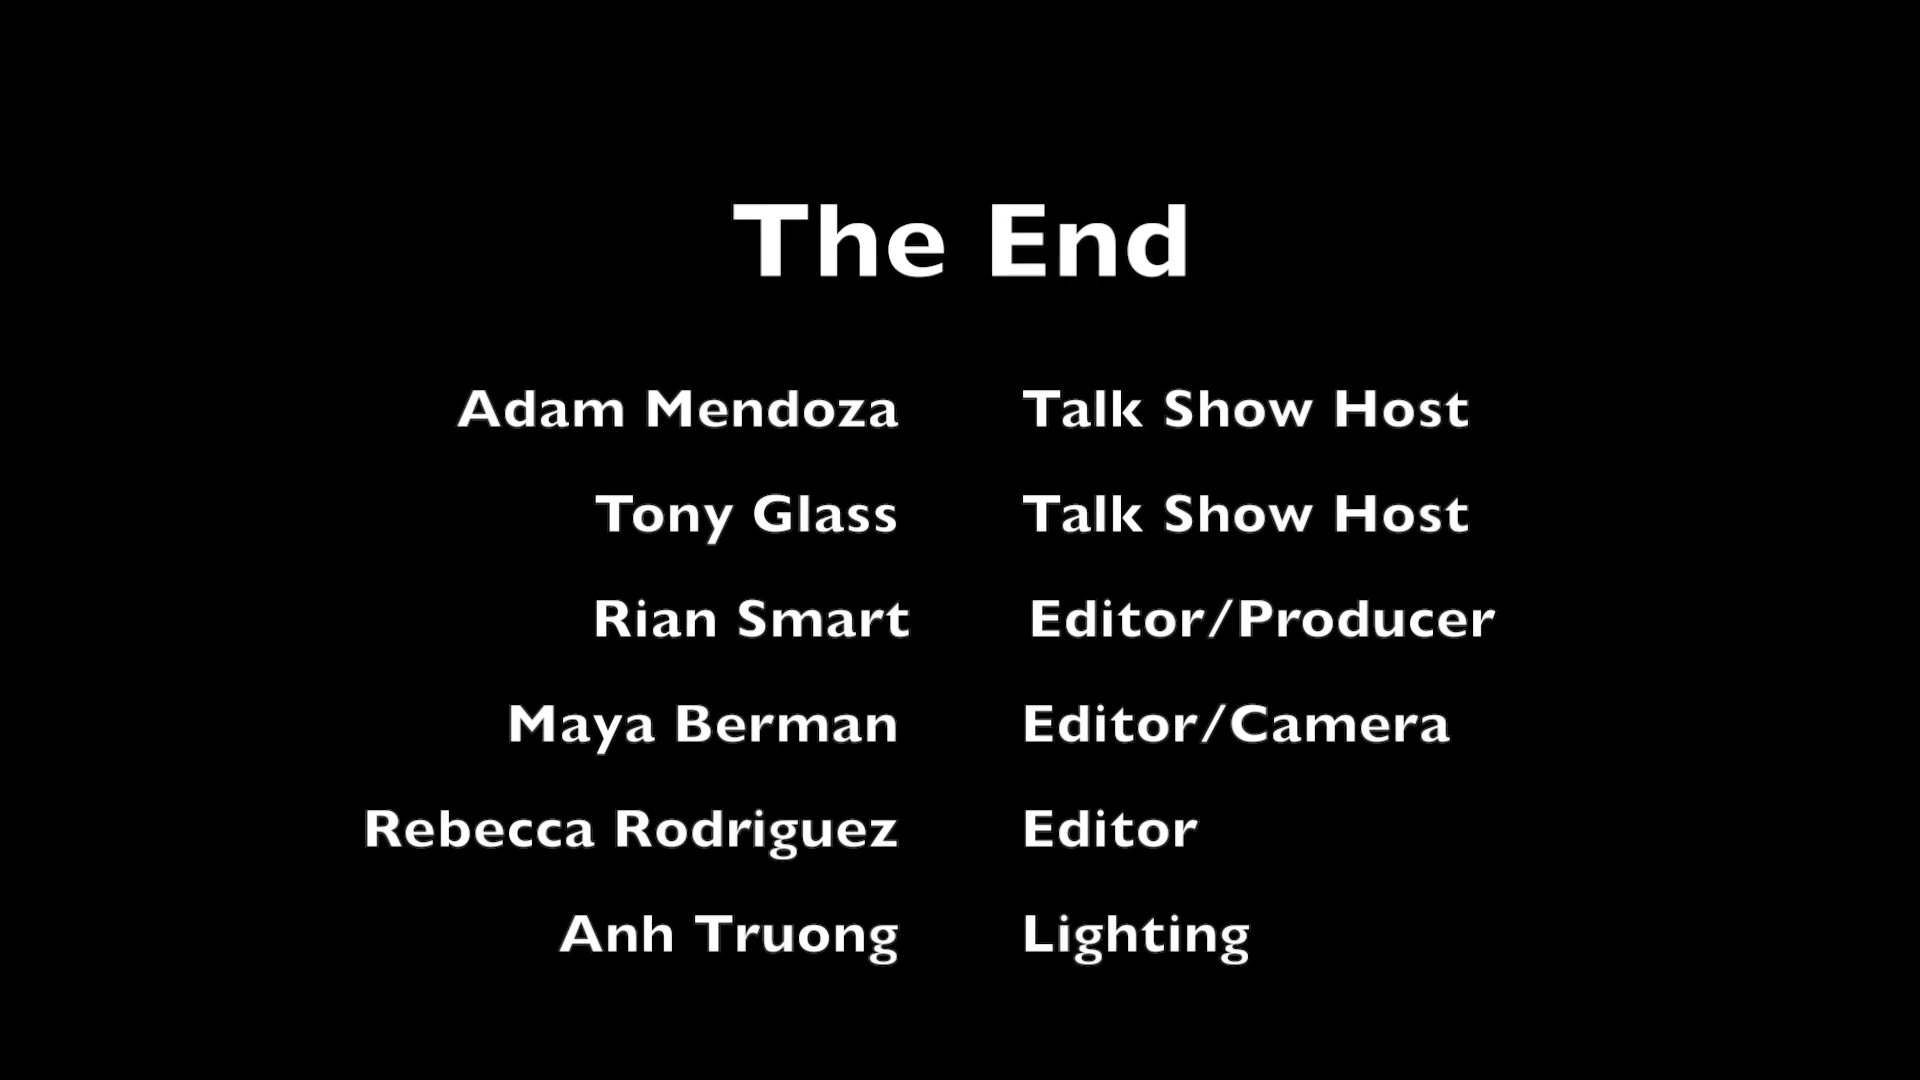 The End
Adam Mendoza Talk Show Host
Tony Glass Talk Show Host
Rian Smart Editor/Producer
Maya Berman Editor/Camera
Rebecca Rodriguez Editor
Anh Truong Lighting